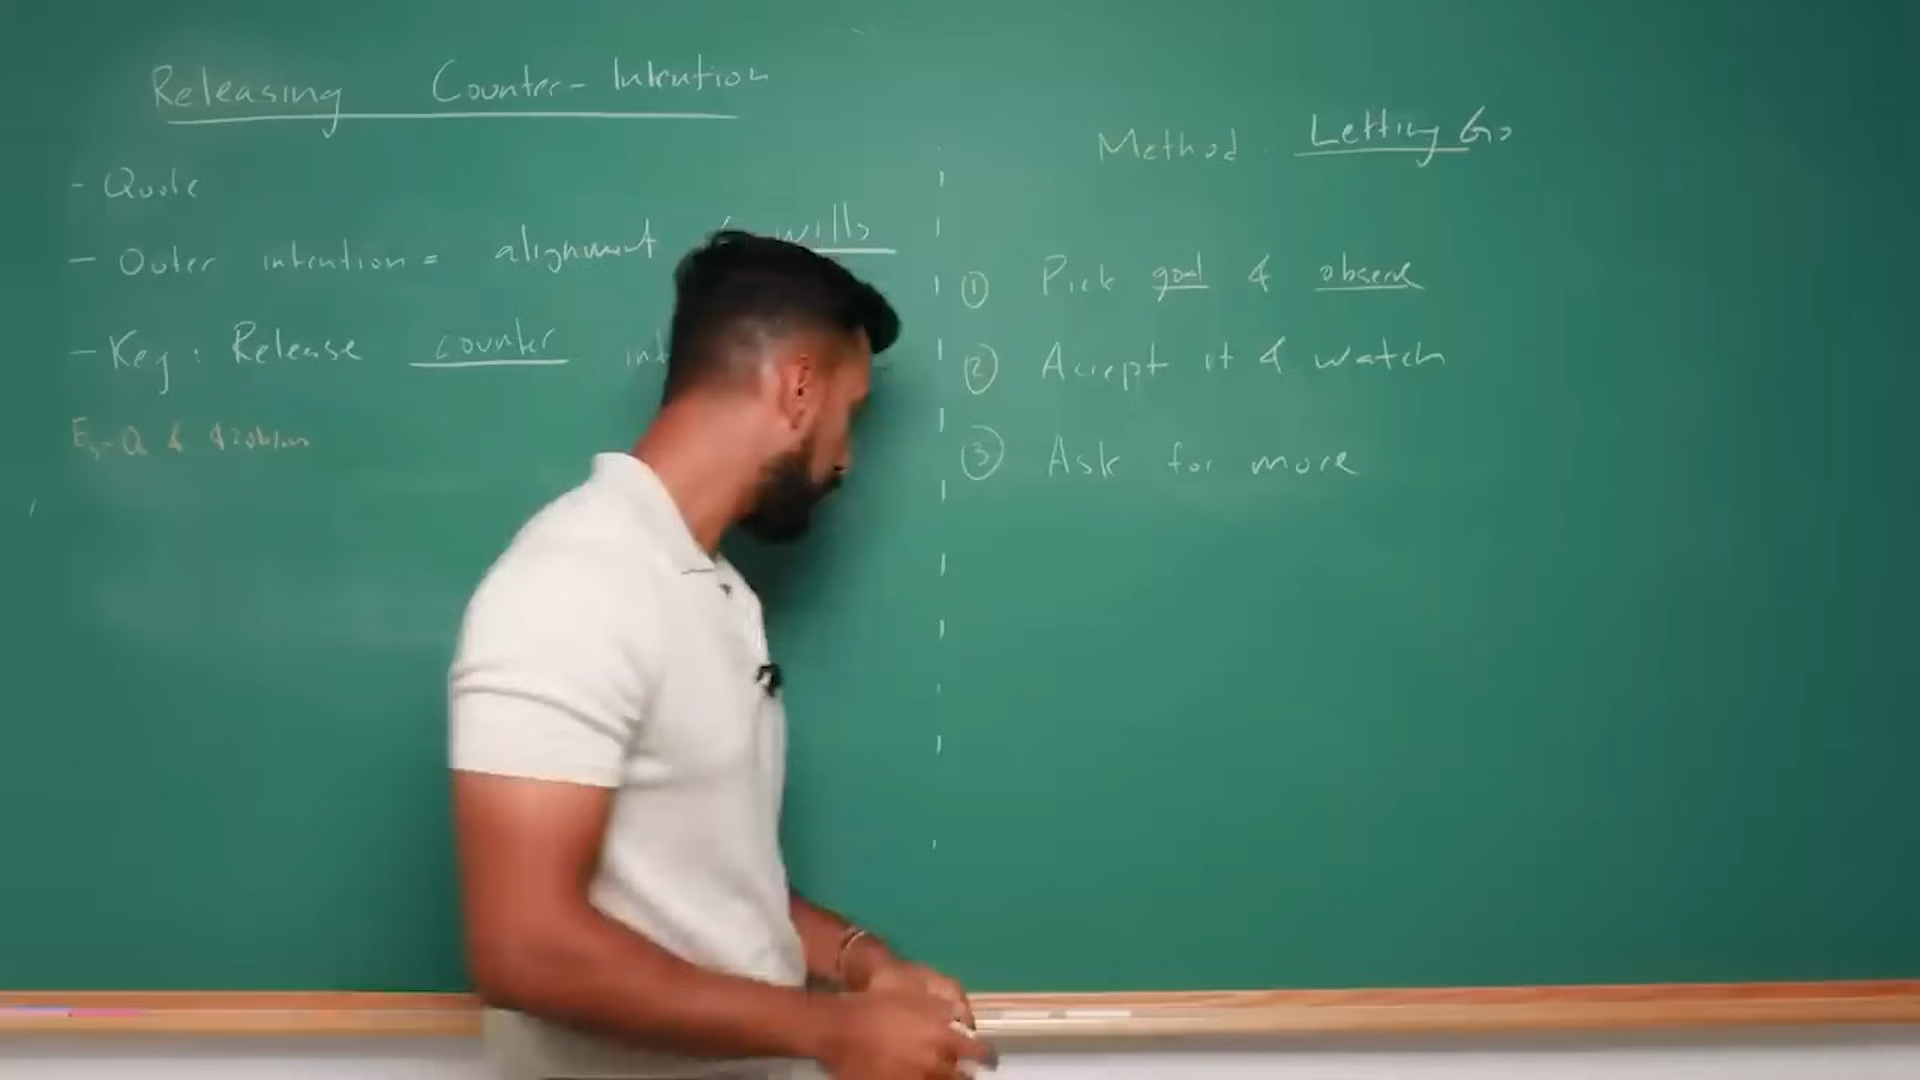 Releasing Counter-Intention
- Quote
- Outer intention = alignment wills
- Key: Release counter
Method Letting Go
① Pick goal & observe
② Accept it & watch
③ Ask for more